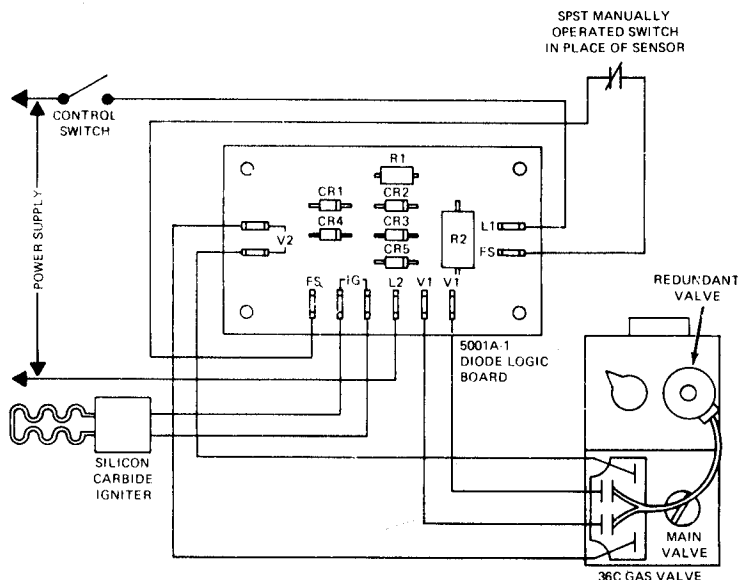 SPST MANUALLY
OPERATED SWITCH
IN PLACE OF SENSOR
CONTROL
SWITCH
POWER SUPPLY
R1
CR1
CR2
CR4
CR3
CR5
R2
L1
FS
V2
FS
IG
L2
V1
V1
REDUNDANT
VALVE
5001A-1
DIODE LOGIC
BOARD
SILICON
CARBIDE
IGNITER
MAIN
VALVE
36C GAS VALVE